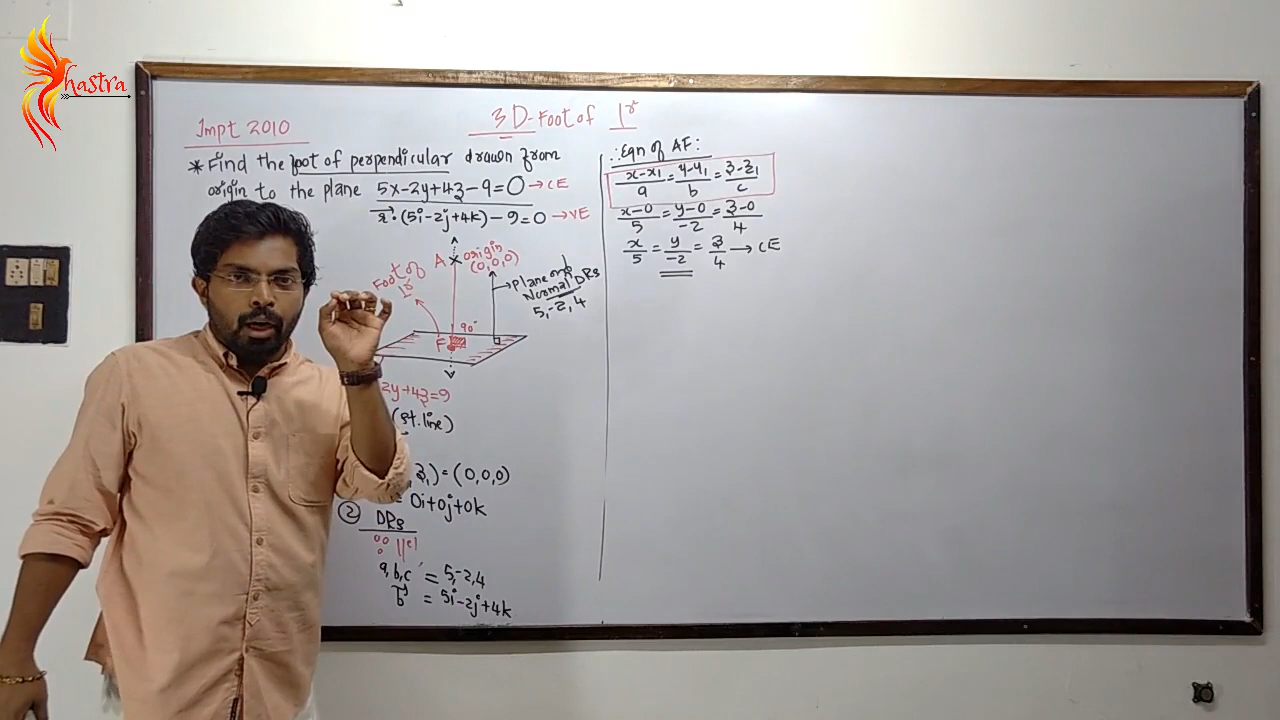 hastra
Impt 2010
3D-Foot of ⊥r
* Find the foot of perpendicular drawn from
origin to the plane 5x-2y+4z-9=0 → CE
r⃗.(5i-2j+4k)-9=0 → VE
A
origin
(0,0,0)
Foot of
⊥r
→ Plane
Normal DRs
5,-2,4
90°
F
2y+4z=9
(st.line)
,z₁)=(0,0,0)
= 0i+0j+0k
② DRs
∵ ||el
a,b,c = 5,-2,4
b⃗ = 5i-2j+4k
∴ Eqn of AF:
x-x₁/a = y-y₁/b = z-z₁/c
x-0/5 = y-0/-2 = z-0/4
x/5 = y/-2 = z/4 → CE